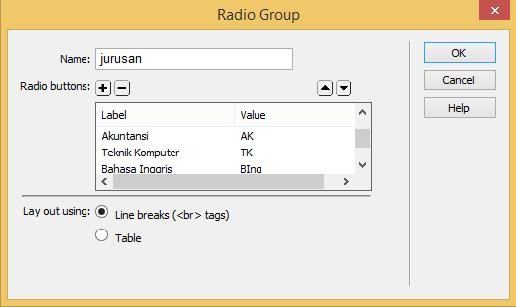 Radio Group
Name: jurusan
OK
Radio buttons:
Cancel
Help
Label Value
Akuntansi AK
Teknik Komputer TK
Bahasa Inggris BIng
Lay out using: Line breaks (<br> tags)
Table